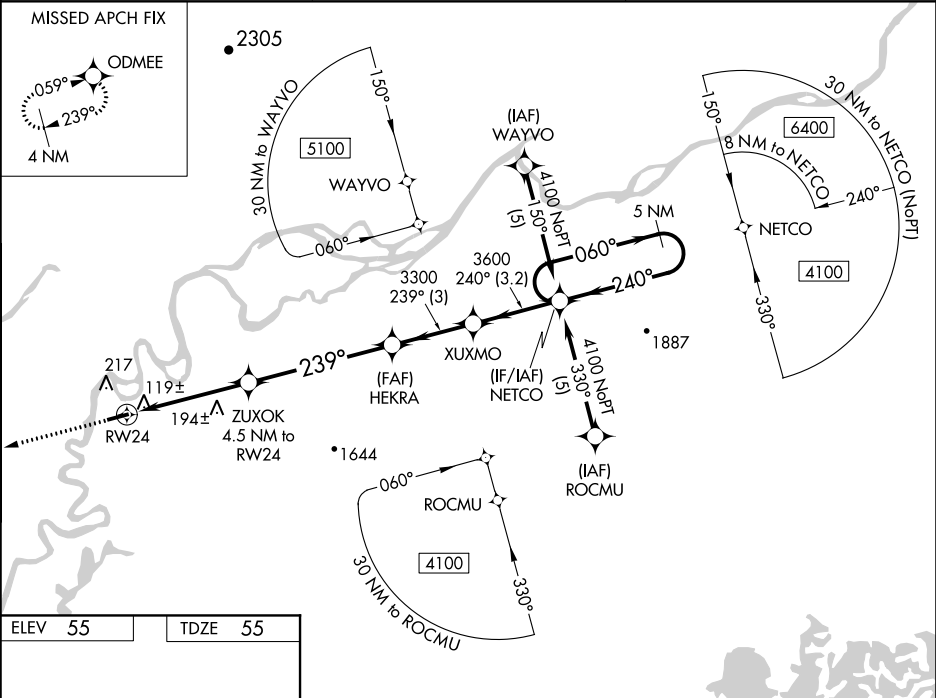 MISSED APCH FIX
ODMEE
059°
239°
4 NM
2305
30 NM to WAYVO
150°
5100
WAYVO
060°
(IAF)
WAYVO
4100 NoPT
150°
(5)
5 NM
060°
240°
30 NM to NETCO (NoPT)
6400
150°
8 NM to NETCO
240°
NETCO
4100
330°
3300
239° (3)
3600
240° (3.2)
XUXMO
(IF/IAF)
NETCO
1887
4100 NoPT
330°
(5)
(IAF)
ROCMU
239°
(FAF)
HEKRA
217
119±
194±
ZUXOK
4.5 NM to
RW24
RW24
1644
060°
ROCMU
4100
330°
30 NM to ROCMU
ELEV 55
TDZE 55